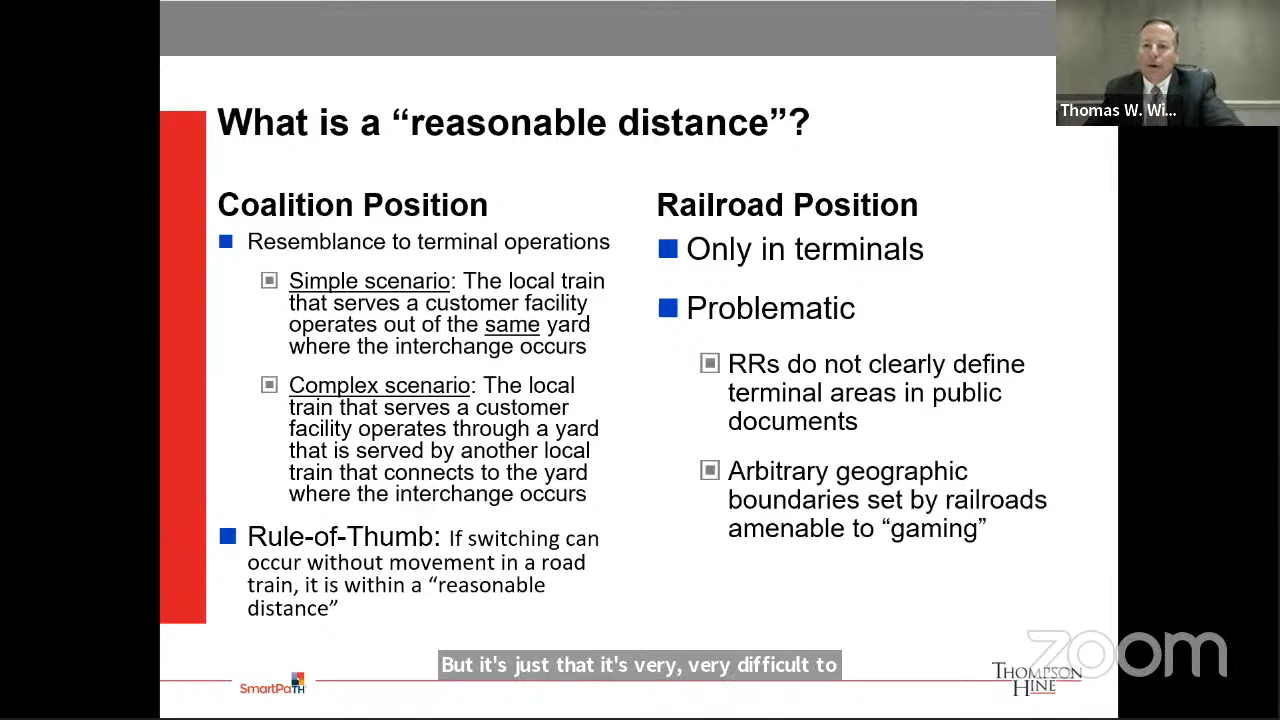 Thomas W. Wi...
What is a “reasonable distance”?
Coalition Position
Resemblance to terminal operations
Simple scenario: The local train
that serves a customer facility
operates out of the same yard
where the interchange occurs
Complex scenario: The local
train that serves a customer
facility operates through a yard
that is served by another local
train that connects to the yard
where the interchange occurs
Rule-of-Thumb: If switching can
occur without movement in a road
train, it is within a “reasonable
distance”
Railroad Position
Only in terminals
Problematic
RRs do not clearly define
terminal areas in public
documents
Arbitrary geographic
boundaries set by railroads
amenable to “gaming”
But it's just that it's very, very difficult to
zoom
SmartPaTH
THOMPSON
HINE